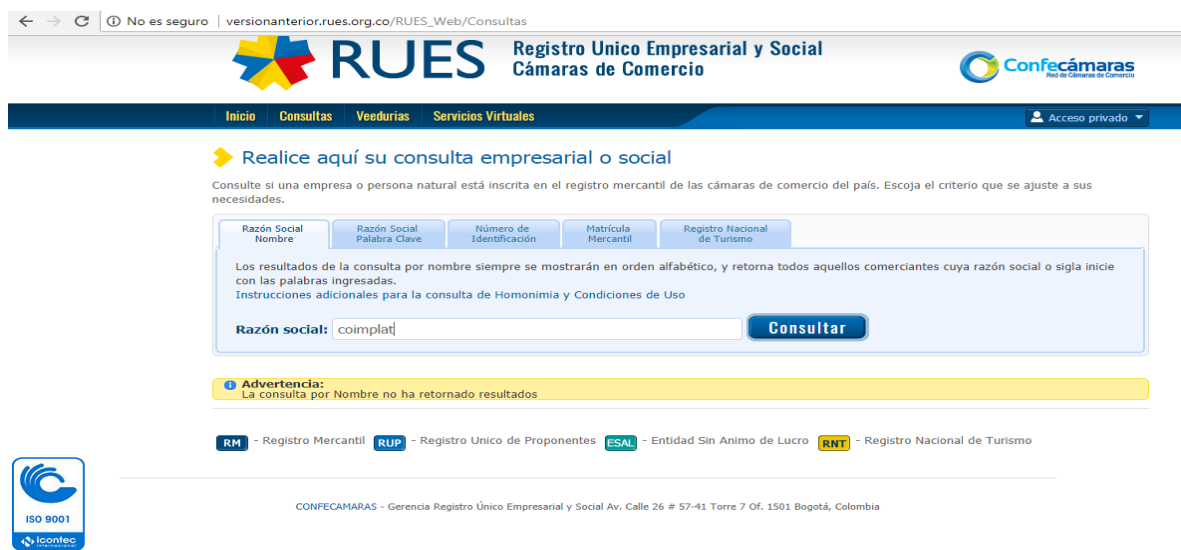 No es seguro | versionanterior.rues.org.co/RUES_Web/Consultas
RUES
Registro Unico Empresarial y Social
Cámaras de Comercio
Confecámaras
Red de Cámaras de Comercio
Inicio Consultas Veedurias Servicios Virtuales Acceso privado
Realice aquí su consulta empresarial o social
Consulte si una empresa o persona natural está inscrita en el registro mercantil de las cámaras de comercio del país. Escoja el criterio que se ajuste a sus
necesidades.
Razón Social
Nombre
Razón Social
Palabra Clave
Número de
Identificación
Matrícula
Mercantil
Registro Nacional
de Turismo
Los resultados de la consulta por nombre siempre se mostrarán en orden alfabético, y retorna todos aquellos comerciantes cuya razón social o sigla inicie
con las palabras ingresadas.
Instrucciones adicionales para la consulta de Homonimia y Condiciones de Uso
Razón social: coimplat Consultar
Advertencia:
La consulta por Nombre no ha retornado resultados
RM - Registro Mercantil RUP - Registro Unico de Proponentes ESAL - Entidad Sin Animo de Lucro RNT - Registro Nacional de Turismo
CONFECAMARAS - Gerencia Registro Único Empresarial y Social Av. Calle 26 # 57-41 Torre 7 Of. 1501 Bogotá, Colombia
ISO 9001
icontec
internacional